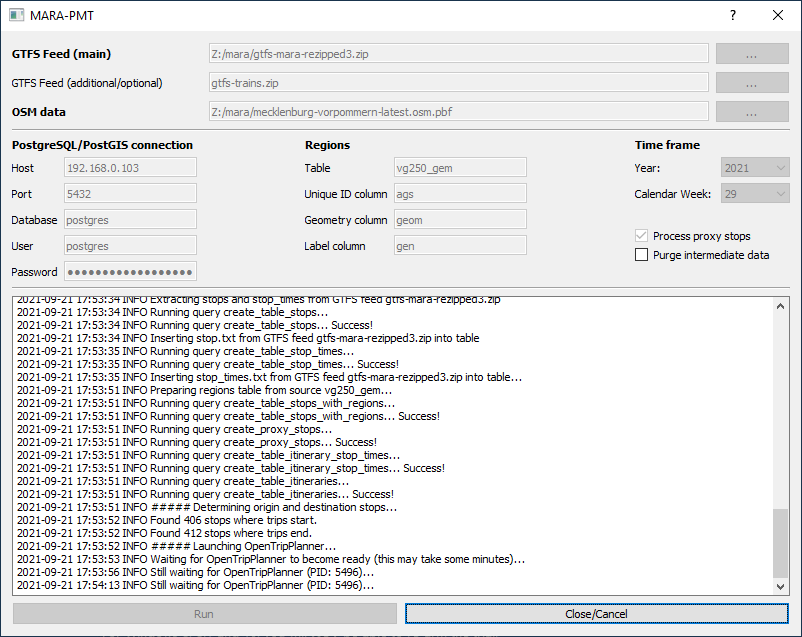 MARA-PMT
GTFS Feed (main) Z:/mara/gtfs-mara-rezipped3.zip ...
GTFS Feed (additional/optional) gtfs-trains.zip ...
OSM data Z:/mara/mecklenburg-vorpommern-latest.osm.pbf ...
PostgreSQL/PostGIS connection Regions Time frame
Host 192.168.0.103 Table vg250_gem Year: 2021
Port 5432 Unique ID column ags Calendar Week: 29
Database postgres Geometry column geom
User postgres Label column gen Process proxy stops
Password Purge intermediate data
2021-09-21 17:53:34 INFO Extracting stops and stop_times from GTFS feed gtfs-mara-rezipped3.zip
2021-09-21 17:53:34 INFO Running query create_table_stops...
2021-09-21 17:53:34 INFO Running query create_table_stops... Success!
2021-09-21 17:53:34 INFO Inserting stop.txt from GTFS feed gtfs-mara-rezipped3.zip into table
2021-09-21 17:53:35 INFO Running query create_table_stop_times...
2021-09-21 17:53:35 INFO Running query create_table_stop_times... Success!
2021-09-21 17:53:35 INFO Inserting stop_times.txt from GTFS feed gtfs-mara-rezipped3.zip into table...
2021-09-21 17:53:51 INFO Preparing regions table from source vg250_gem...
2021-09-21 17:53:51 INFO Running query create_table_stops_with_regions...
2021-09-21 17:53:51 INFO Running query create_table_stops_with_regions... Success!
2021-09-21 17:53:51 INFO Running query create_proxy_stops...
2021-09-21 17:53:51 INFO Running query create_proxy_stops... Success!
2021-09-21 17:53:51 INFO Running query create_table_itinerary_stop_times...
2021-09-21 17:53:51 INFO Running query create_table_itinerary_stop_times... Success!
2021-09-21 17:53:51 INFO Running query create_table_itineraries...
2021-09-21 17:53:51 INFO Running query create_table_itineraries... Success!
2021-09-21 17:53:51 INFO ##### Determining origin and destination stops...
2021-09-21 17:53:52 INFO Found 406 stops where trips start.
2021-09-21 17:53:52 INFO Found 412 stops where trips end.
2021-09-21 17:53:52 INFO ##### Launching OpenTripPlanner...
2021-09-21 17:53:53 INFO Waiting for OpenTripPlanner to become ready (this may take some minutes)...
2021-09-21 17:53:56 INFO Still waiting for OpenTripPlanner (PID: 5496)...
2021-09-21 17:54:13 INFO Still waiting for OpenTripPlanner (PID: 5496)...
Run Close/Cancel